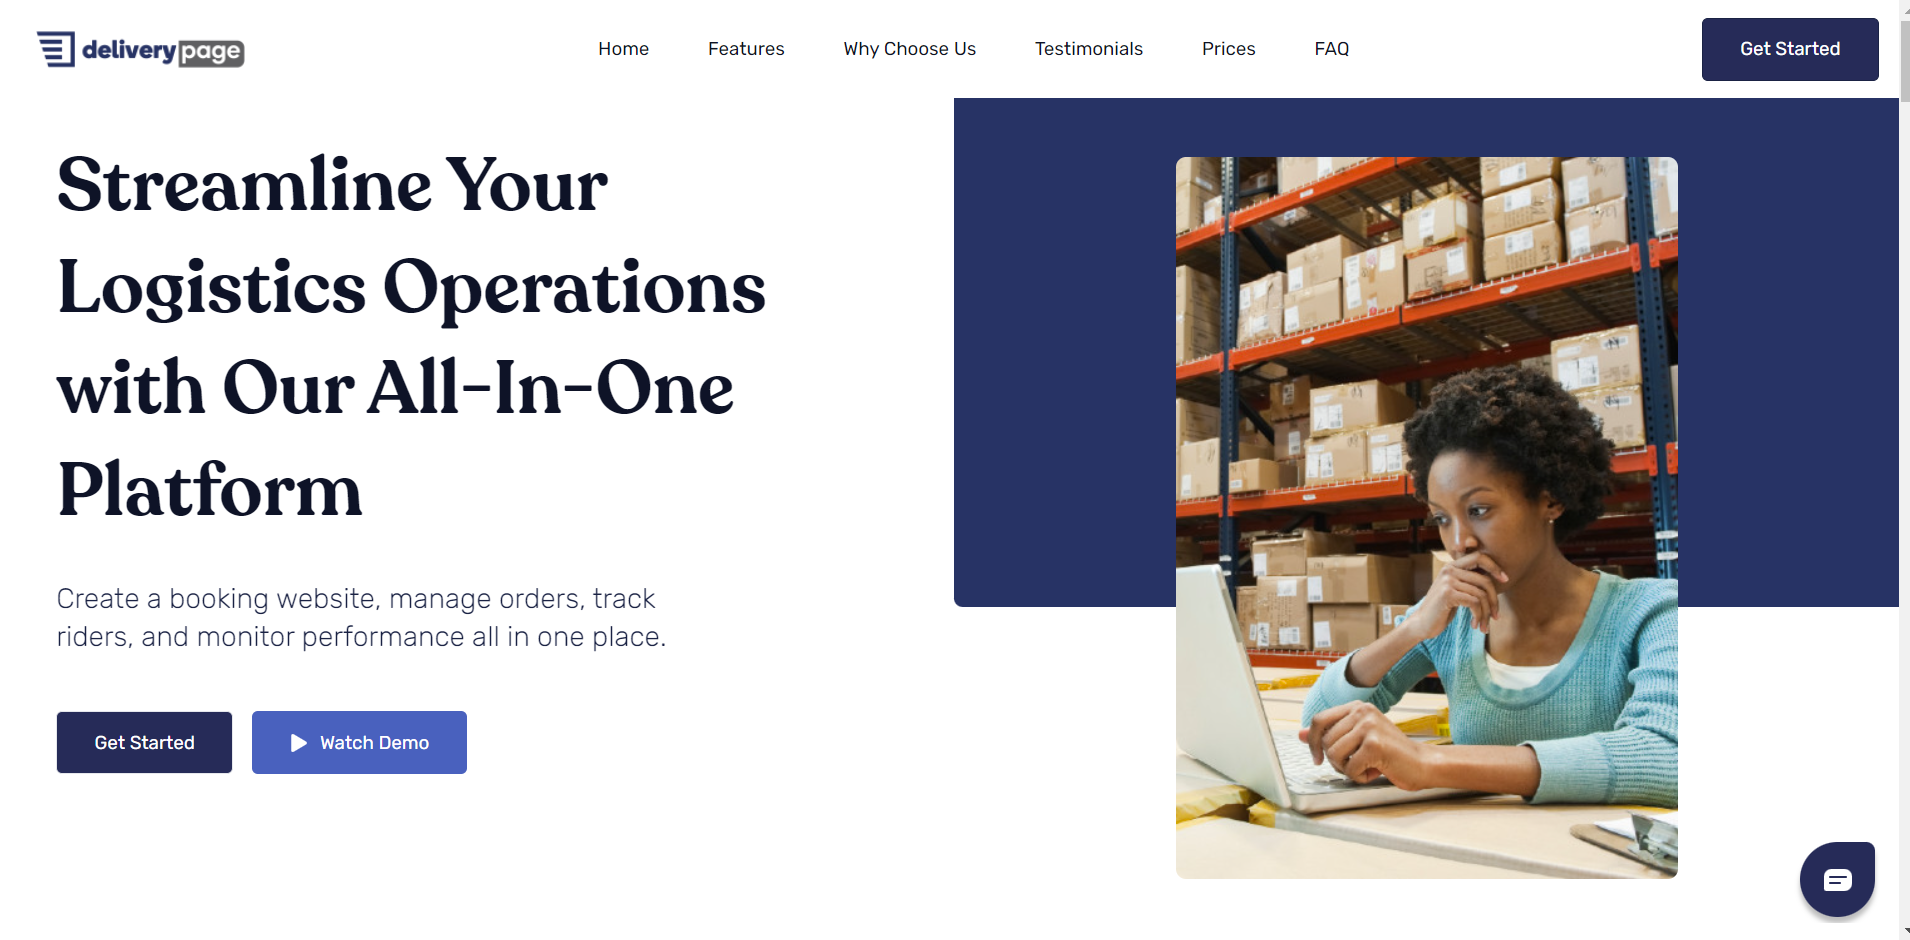 deliverypage
Home
Features
Why Choose Us
Testimonials
Prices
FAQ
Get Started
Streamline Your
Logistics Operations
with Our All-In-One
Platform
Create a booking website, manage orders, track
riders, and monitor performance all in one place.
Get Started
Watch Demo